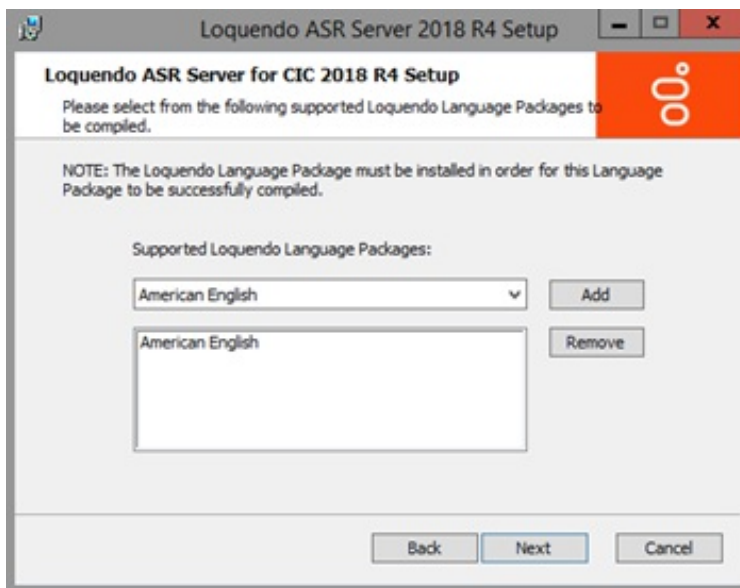 Loquendo ASR Server 2018 R4 Setup
Loquendo ASR Server for CIC 2018 R4 Setup
Please select from the following supported Loquendo Language Packages to
be compiled.
NOTE: The Loquendo Language Package must be installed in order for this Language
Package to be successfully compiled.
Supported Loquendo Language Packages:
American English
Add
American English
Remove
Back
Next
Cancel